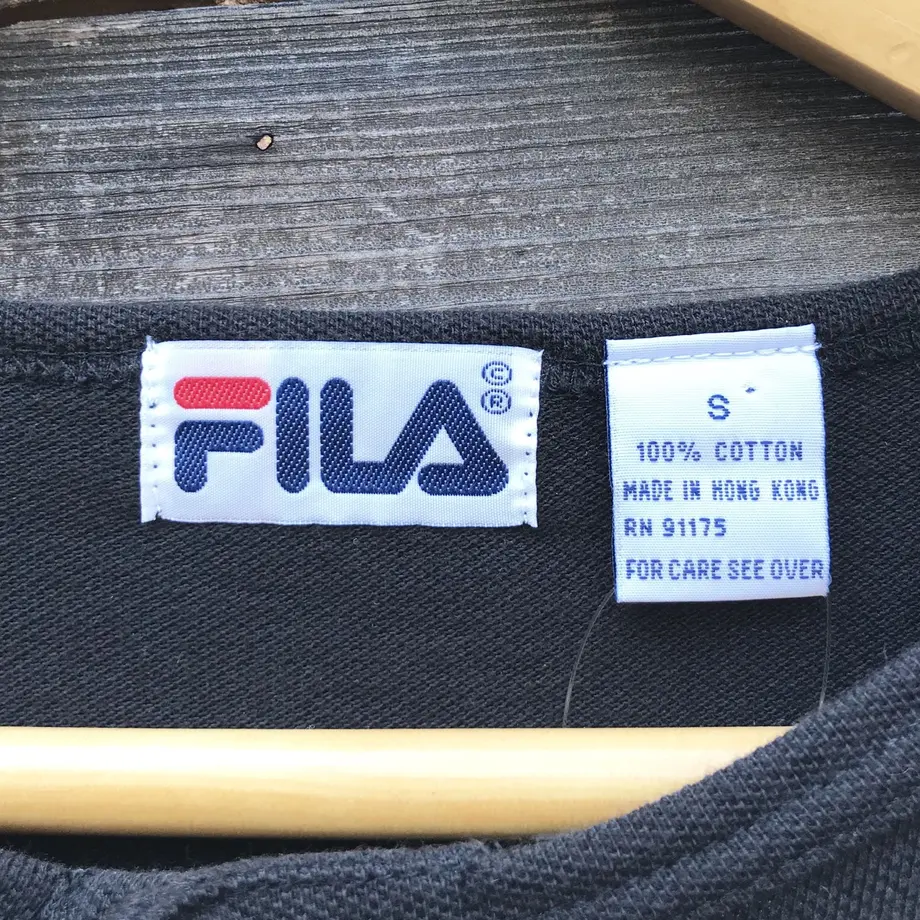 FILA
©
®
S
100% COTTON
MADE IN HONG KONG
RN 91175
FOR CARE SEE OVER